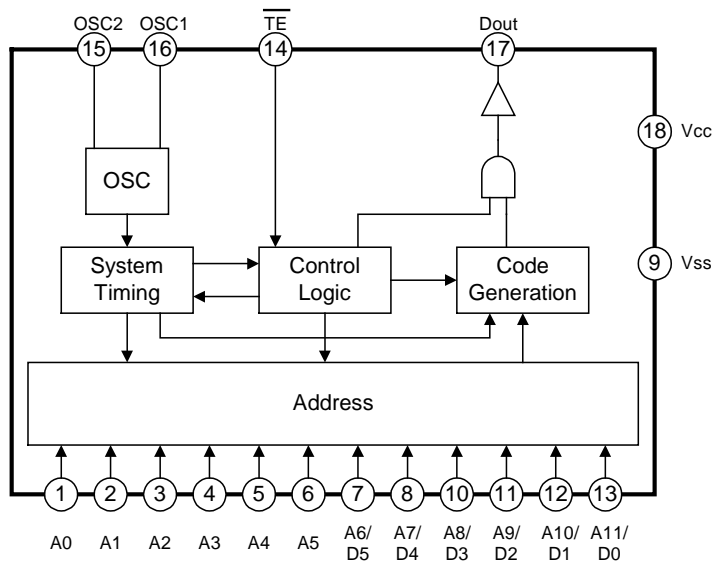 OSC2 OSC1 TE Dout
15 16 14 17
18 Vcc
OSC
System
Timing
Control
Logic
Code
Generation
9 Vss
Address
1 2 3 4 5 6 7 8 10 11 12 13
A0 A1 A2 A3 A4 A5 A6/ A7/ A8/ A9/ A10/ A11/
D5 D4 D3 D2 D1 D0